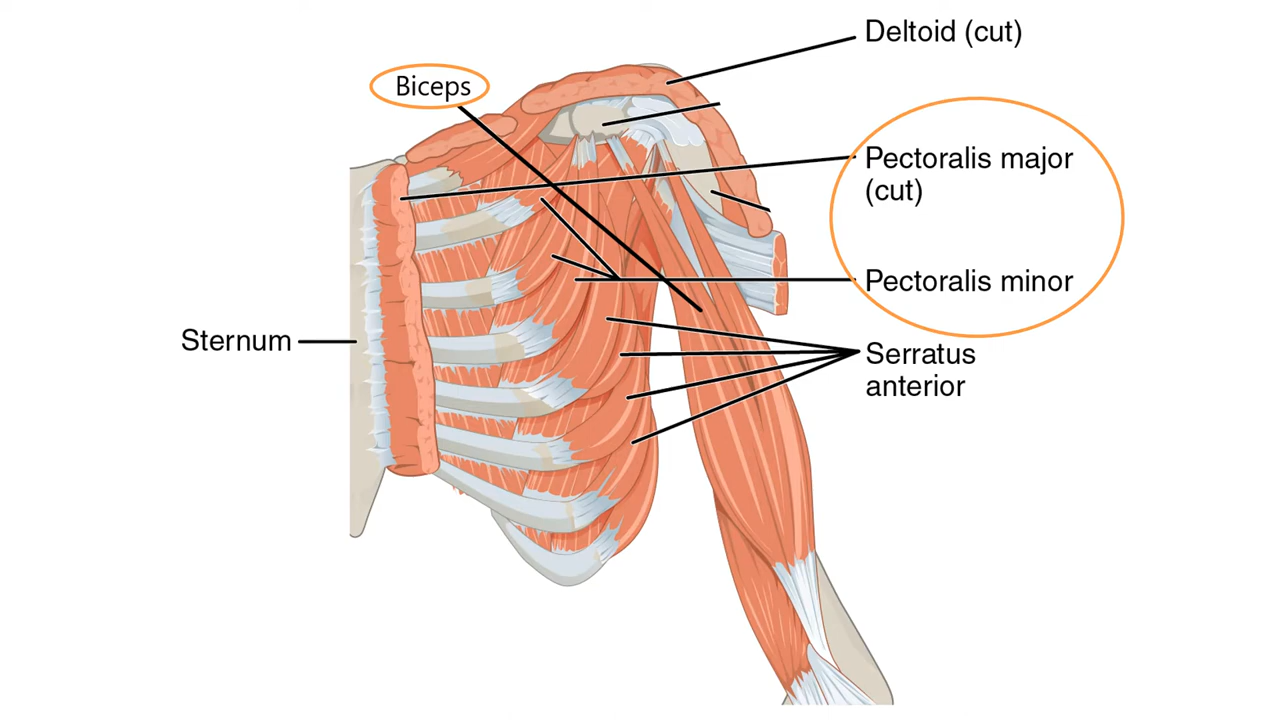 Deltoid (cut)
Biceps
Pectoralis major
(cut)
Pectoralis minor
Sternum
Serratus
anterior